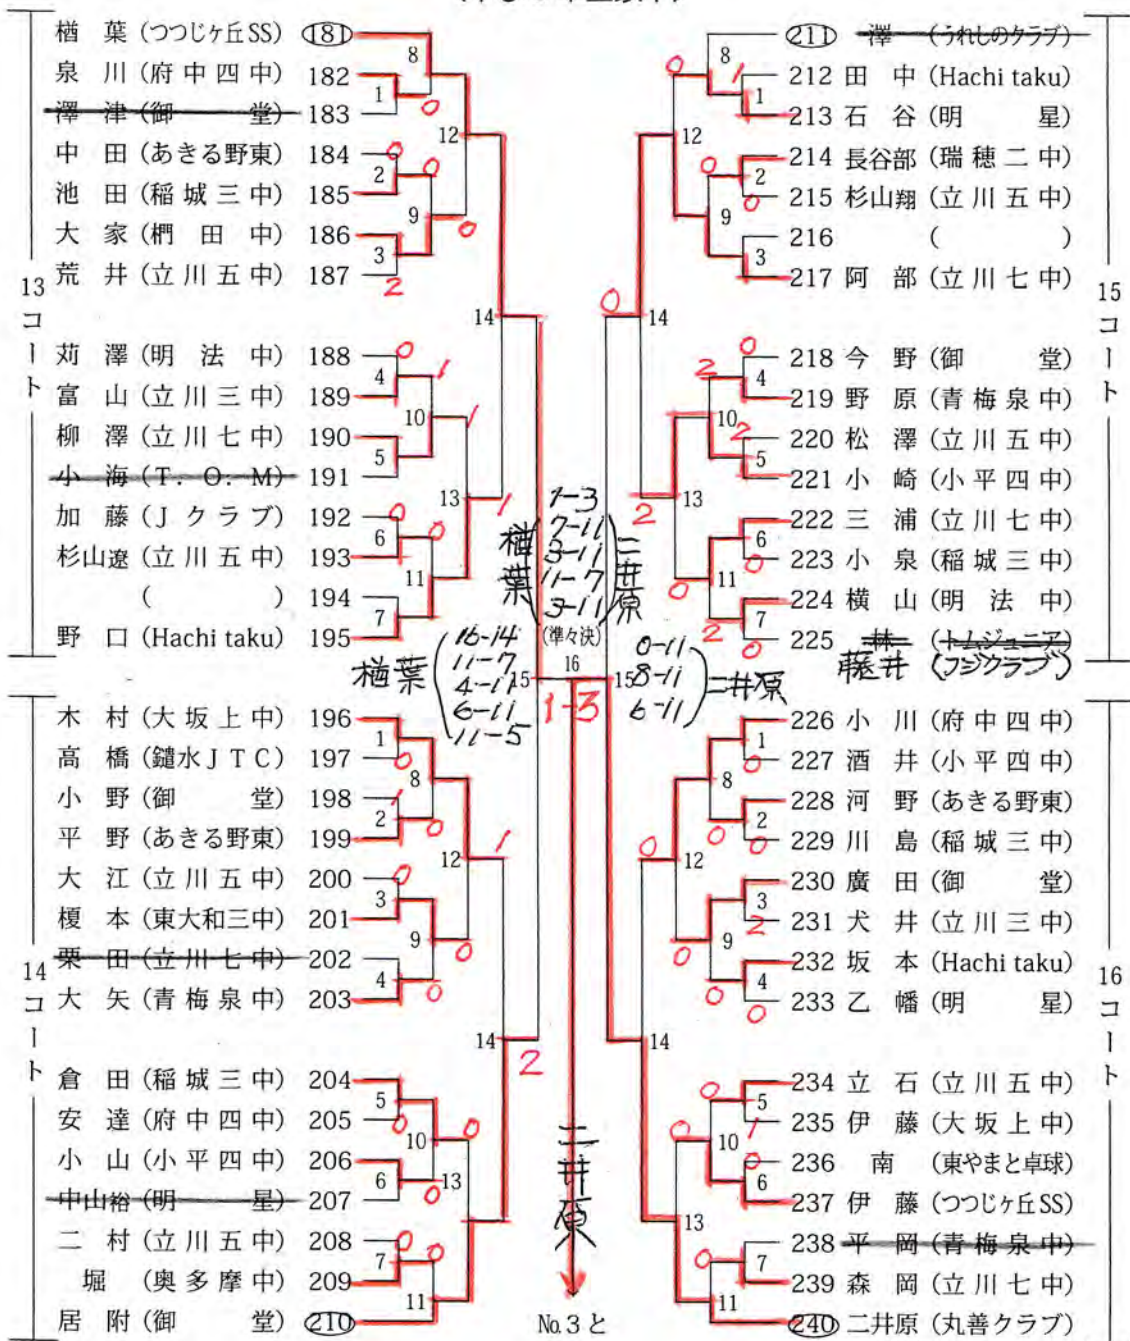 13コート
楢葉 (つつじヶ丘SS) 181
泉川 (府中四中) 182
澤津 (御堂) 183
中田 (あきる野東) 184
池田 (稲城三中) 185
大家 (椚田中) 186
荒井 (立川五中) 187
苅澤 (明法中) 188
富山 (立川三中) 189
柳澤 (立川七中) 190
小海 (T.O.M) 191
加藤 (Jクラブ) 192
杉山遼 (立川五中) 193
( ) 194
野口 (Hachi taku) 195
14コート
木村 (大坂上中) 196
高橋 (鑓水JTC) 197
小野 (御堂) 198
平野 (あきる野東) 199
大江 (立川五中) 200
榎本 (東大和三中) 201
栗田 (立川七中) 202
大矢 (青梅泉中) 203
倉田 (稲城三中) 204
安達 (府中四中) 205
小山 (小平四中) 206
中山裕 (明星) 207
二村 (立川五中) 208
堀 (奥多摩中) 209
居附 (御堂) 210
楢葉
1-3
7-11
3-11
11-7
3-11
二井原
(準々決)
16
1-3
楢葉
16-14
11-7
4-11
6-11
11-5
15
0-11
8-11
6-11
二井原
15
二井原
No.3と
15コート
211 澤 (うれしのクラブ)
212 田中 (Hachi taku)
213 石谷 (明星)
214 長谷部 (瑞穂二中)
215 杉山翔 (立川五中)
216 ( )
217 阿部 (立川七中)
218 今野 (御堂)
219 野原 (青梅泉中)
220 松澤 (立川五中)
221 小崎 (小平四中)
222 三浦 (立川七中)
223 小泉 (稲城三中)
224 横山 (明法中)
225 林 (トムジュニア)
藤井 (フジクラブ)
16コート
226 小川 (府中四中)
227 酒井 (小平四中)
228 河野 (あきる野東)
229 川島 (稲城三中)
230 廣田 (御堂)
231 犬井 (立川三中)
232 坂本 (Hachi taku)
233 乙幡 (明星)
234 立石 (立川五中)
235 伊藤 (大坂上中)
236 南 (東やまと卓球)
237 伊藤 (つつじヶ丘SS)
238 平岡 (青梅泉中)
239 森岡 (立川七中)
240 二井原 (丸善クラブ)